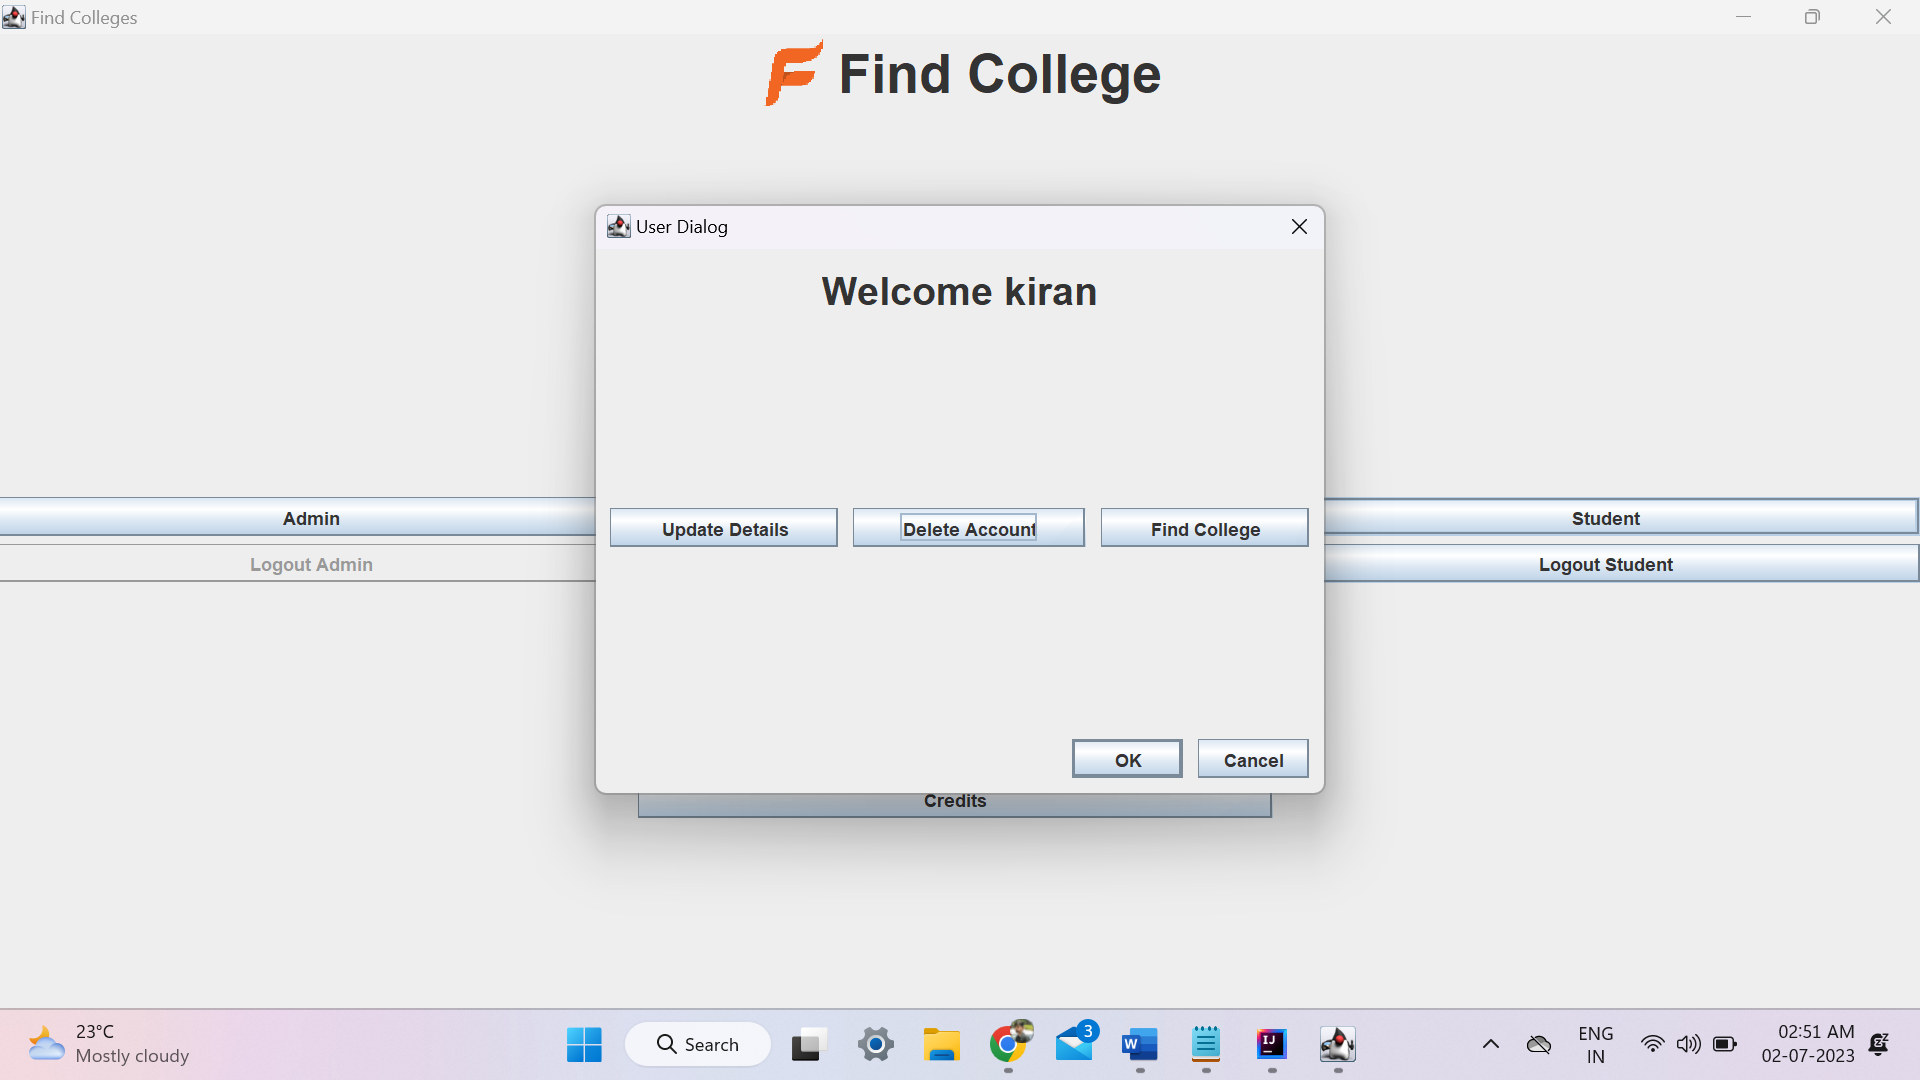 Find Colleges
Find College
User Dialog
Welcome kiran
Admin
Update Details
Delete Account
Find College
Student
Logout Admin
Logout Student
OK
Cancel
Credits
23°C
Mostly cloudy
Search
3
W
IJ
ENG
IN
02:51 AM
02-07-2023